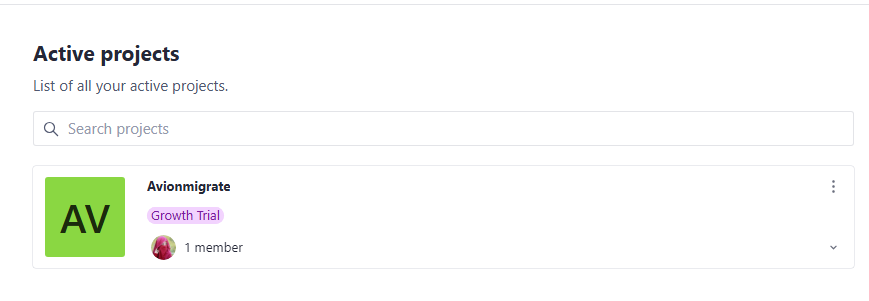 Active projects
List of all your active projects.
Search projects
AV
Avionmigrate
Growth Trial
1 member